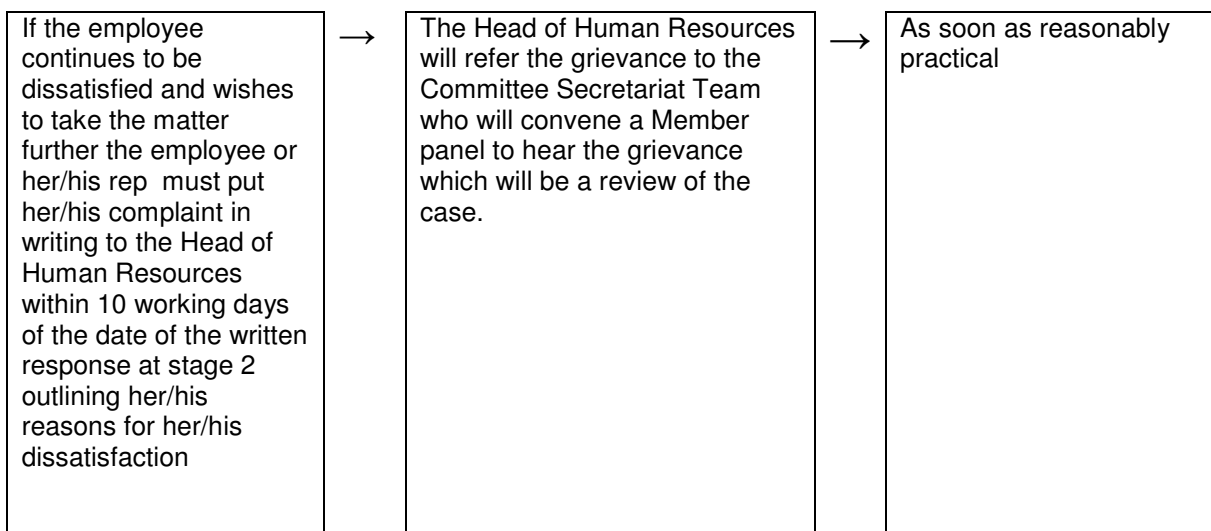 If the employee
continues to be
dissatisfied and wishes
to take the matter
further the employee or
her/his rep  must put
her/his complaint in
writing to the Head of
Human Resources
within 10 working days
of the date of the written
response at stage 2
outlining her/his
reasons for her/his
dissatisfaction
→
The Head of Human Resources
will refer the grievance to the
Committee Secretariat Team
who will convene a Member
panel to hear the grievance
which will be a review of the
case.
→
As soon as reasonably
practical